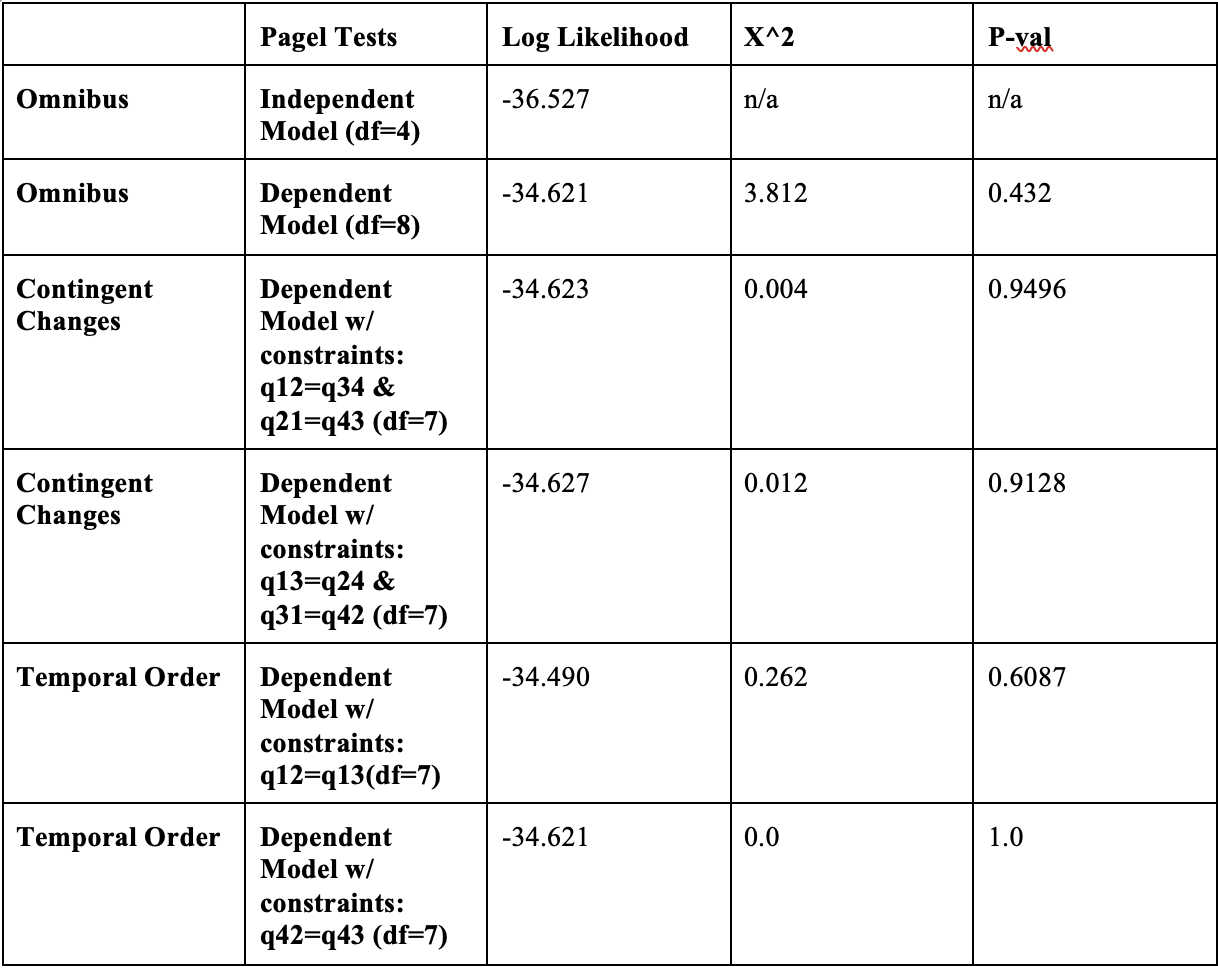 Pagel Tests Log Likelihood X^2 P-val
Omnibus Independent -36.527 n/a n/a
Model (df=4)
Omnibus Dependent -34.621 3.812 0.432
Model (df=8)
Contingent Dependent -34.623 0.004 0.9496
Changes Model w/
constraints:
q12=q34 &
q21=q43 (df=7)
Contingent Dependent -34.627 0.012 0.9128
Changes Model w/
constraints:
q13=q24 &
q31=q42 (df=7)
Temporal Order Dependent -34.490 0.262 0.6087
Model w/
constraints:
q12=q13(df=7)
Temporal Order Dependent -34.621 0.0 1.0
Model w/
constraints:
q42=q43 (df=7)